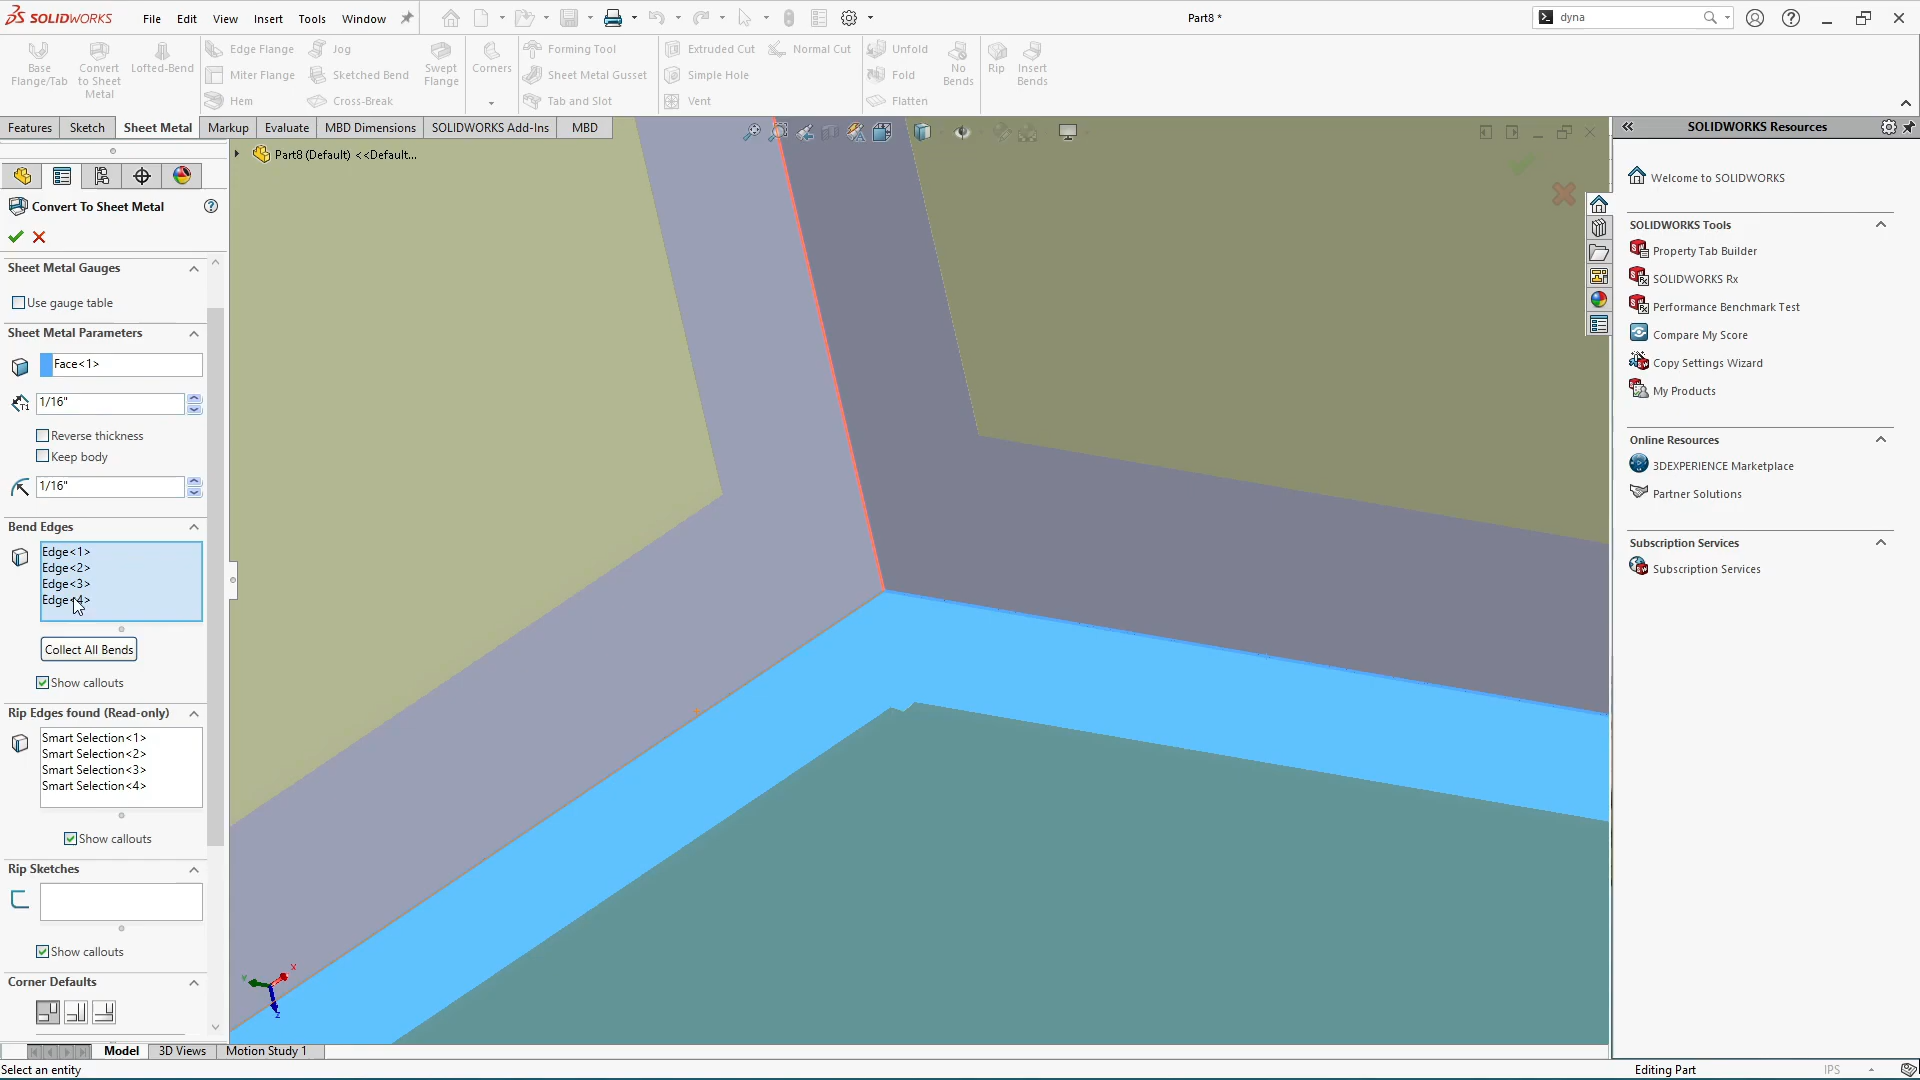 SOLIDWORKS File Edit View Insert Tools Window
Part8 *
dyna
Base Flange/Tab
Convert to Sheet Metal
Lofted-Bend
Edge Flange
Miter Flange
Hem
Jog
Sketched Bend
Cross-Break
Swept Flange
Corners
Forming Tool
Sheet Metal Gusset
Tab and Slot
Extruded Cut
Simple Hole
Vent
Normal Cut
Unfold
Fold
Flatten
No Bends
Rip
Insert Bends
Features Sketch Sheet Metal Markup Evaluate MBD Dimensions SOLIDWORKS Add-Ins MBD
Part8 (Default) <<Default...
Convert To Sheet Metal
Sheet Metal Gauges
Use gauge table
Sheet Metal Parameters
Face<1>
1/16"
Reverse thickness
Keep body
1/16"
Bend Edges
Edge<1>
Edge<2>
Edge<3>
Edge<4>
Collect All Bends
Show callouts
Rip Edges found (Read-only)
Smart Selection<1>
Smart Selection<2>
Smart Selection<3>
Smart Selection<4>
Show callouts
Rip Sketches
Show callouts
Corner Defaults
X
Y
Z
SOLIDWORKS Resources
Welcome to SOLIDWORKS
SOLIDWORKS Tools
Property Tab Builder
SOLIDWORKS Rx
Performance Benchmark Test
Compare My Score
Copy Settings Wizard
My Products
Online Resources
3DEXPERIENCE Marketplace
Partner Solutions
Subscription Services
Subscription Services
Model 3D Views Motion Study 1
Select an entity
Editing Part
IPS